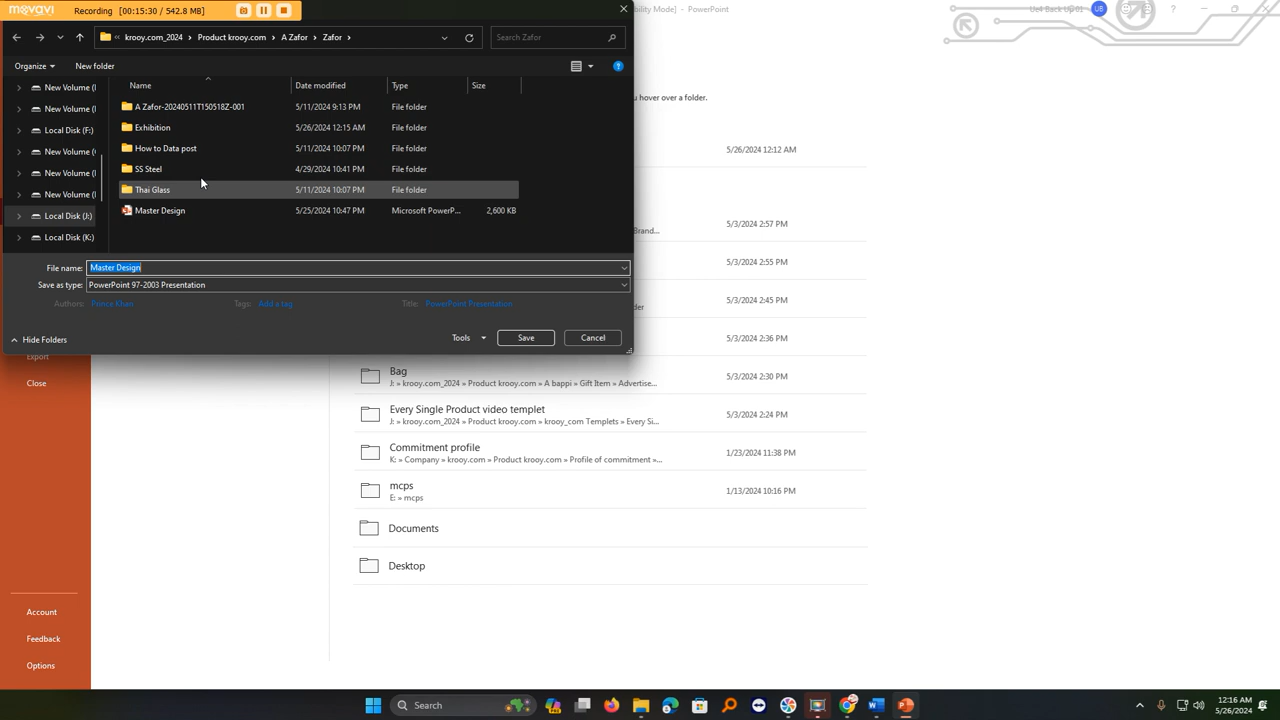 movavi
Recording [00:15:30 / 542.8 MB]
bility Mode] - PowerPoint
Ue4 Back Up 01
UB
?
krooy.com_2024 > Product krooy.com > A Zafor > Zafor >
Search Zafor
Organize
New folder
Name
Date modified
Type
Size
New Volume (
A Zafor-20240511T150518Z-001
5/11/2024 9:13 PM
File folder
New Volume (
Exhibition
5/26/2024 12:15 AM
File folder
Local Disk (F:)
How to Data post
5/11/2024 10:07 PM
File folder
New Volume (
SS Steel
4/29/2024 10:41 PM
File folder
New Volume (
Thai Glass
5/11/2024 10:07 PM
File folder
New Volume (
Master Design
5/25/2024 10:47 PM
Microsoft PowerP...
2,600 KB
Local Disk (J:)
Local Disk (K:)
File name:
Master Design
Save as type:
PowerPoint 97-2003 Presentation
Authors:
Prince Khan
Tags:
Add a tag
Title:
PowerPoint Presentation
Hide Folders
Tools
Save
Cancel
Export
Close
Account
Feedback
Options
u hover over a folder.
5/26/2024 12:12 AM
5/3/2024 2:57 PM
Brand...
5/3/2024 2:55 PM
5/3/2024 2:45 PM
der
5/3/2024 2:36 PM
Bag
J: » krooy.com_2024 » Product krooy.com » A bappi » Gift Item » Advertise...
5/3/2024 2:30 PM
Every Single Product video templet
J: » krooy.com_2024 » Product krooy.com » krooy_com Templets » Every Si...
5/3/2024 2:24 PM
Commitment profile
K: » Company » krooy.com » Product krooy.com » Profile of commitment »...
1/23/2024 11:38 PM
mcps
E: » mcps
1/13/2024 10:16 PM
Documents
Desktop
Search
12:16 AM
5/26/2024